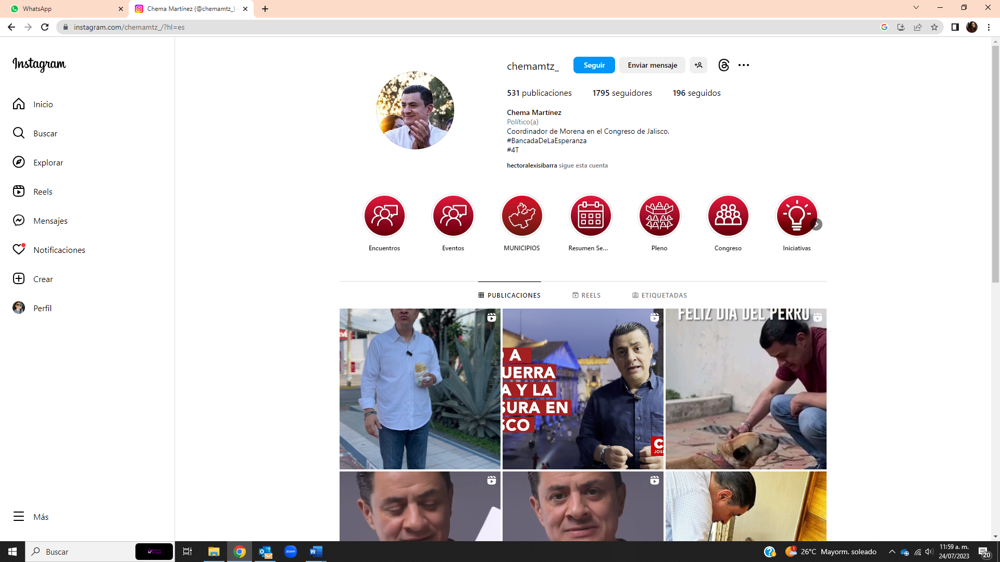 WhatsApp
Chema Martínez (@chemamtz_)
instagram.com/chemamtz_/?hl=es
Instagram
Inicio
Buscar
Explorar
Reels
Mensajes
Notificaciones
Crear
Perfil
Más
chemamtz_
Seguir
Enviar mensaje
531 publicaciones
1795 seguidores
196 seguidos
Chema Martínez
Político(a)
Coordinador de Morena en el Congreso de Jalisco.
#BancadaDeLaEsperanza
#4T
hectoralexisibarra sigue esta cuenta
Encuentros
Eventos
MUNICIPIOS
Resumen Se...
Pleno
Congreso
Iniciativas
PUBLICACIONES
REELS
ETIQUETADAS
A
UERRA
A Y LA
SURA EN
SCO
C
JOSE
FELIZ DIA DEL PERRO
Buscar
zoom
1
26°C Mayorm. soleado
11:59 a. m.
24/07/2023
20